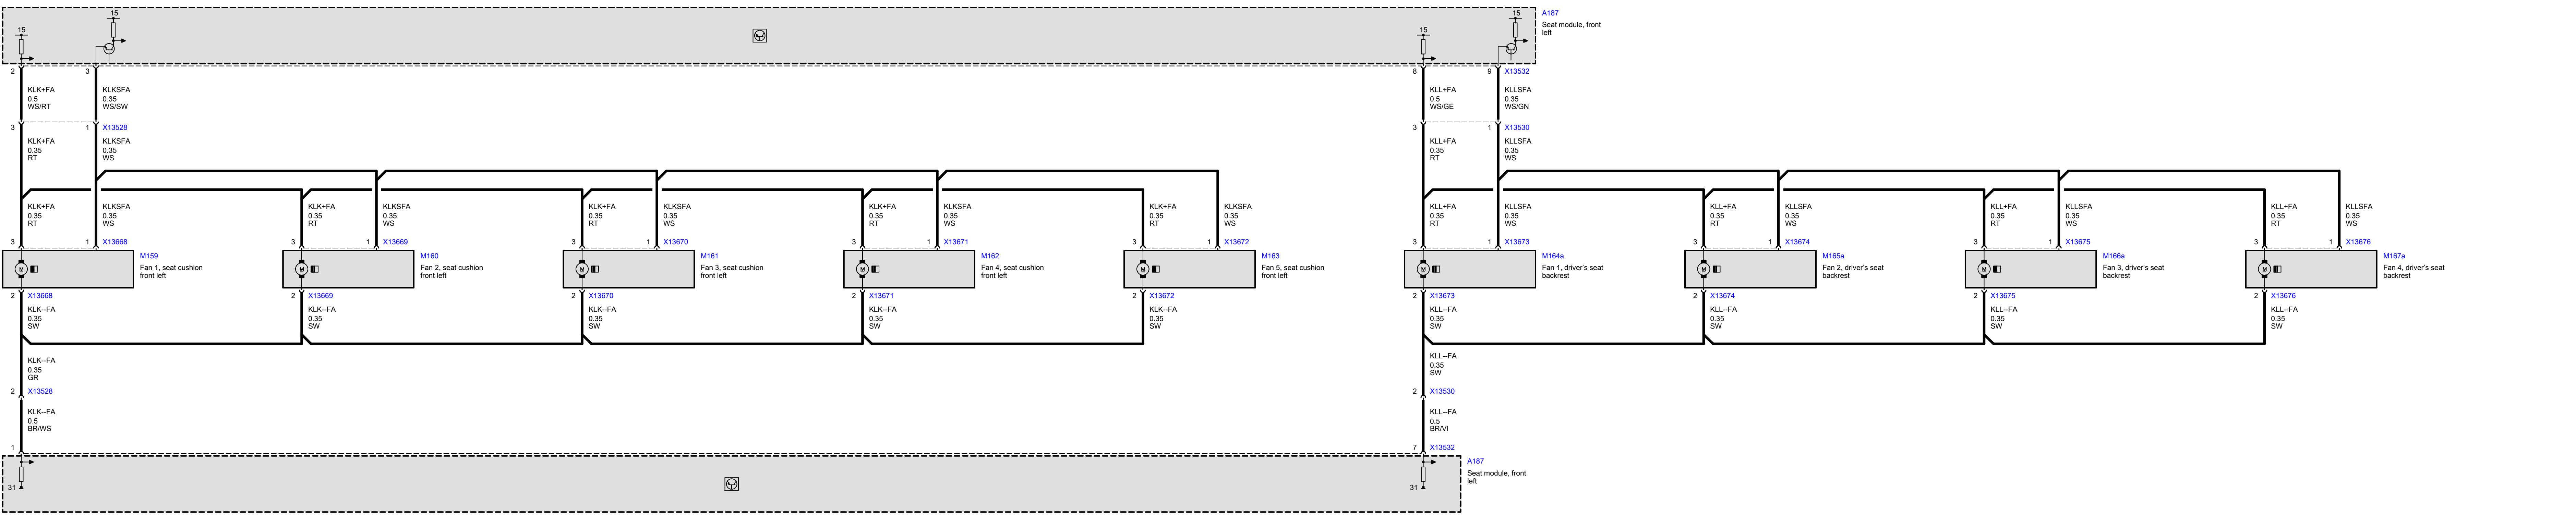 15
15
15
15
A187
Seat module, front
left
2
3
8
9
X13532
KLK+FA
0.5
WS/RT
KLKSFA
0.35
WS/SW
KLL+FA
0.5
WS/GE
KLLSFA
0.35
WS/GN
3
1
X13528
3
1
X13530
KLK+FA
0.35
RT
KLKSFA
0.35
WS
KLL+FA
0.35
RT
KLLSFA
0.35
WS
KLK+FA
0.35
RT
KLKSFA
0.35
WS
KLK+FA
0.35
RT
KLKSFA
0.35
WS
KLK+FA
0.35
RT
KLKSFA
0.35
WS
KLK+FA
0.35
RT
KLKSFA
0.35
WS
KLK+FA
0.35
RT
KLKSFA
0.35
WS
KLL+FA
0.35
RT
KLLSFA
0.35
WS
KLL+FA
0.35
RT
KLLSFA
0.35
WS
KLL+FA
0.35
RT
KLLSFA
0.35
WS
KLL+FA
0.35
RT
KLLSFA
0.35
WS
3
1
X13668
3
1
X13669
3
1
X13670
3
1
X13671
3
1
X13672
3
1
X13673
3
1
X13674
3
1
X13675
3
1
X13676
M
M159
Fan 1, seat cushion
front left
M
M160
Fan 2, seat cushion
front left
M
M161
Fan 3, seat cushion
front left
M
M162
Fan 4, seat cushion
front left
M
M163
Fan 5, seat cushion
front left
M
M164a
Fan 1, driver's seat
backrest
M
M165a
Fan 2, driver's seat
backrest
M
M166a
Fan 3, driver's seat
backrest
M
M167a
Fan 4, driver's seat
backrest
2
X13668
2
X13669
2
X13670
2
X13671
2
X13672
2
X13673
2
X13674
2
X13675
2
X13676
KLK--FA
0.35
SW
KLK--FA
0.35
SW
KLK--FA
0.35
SW
KLK--FA
0.35
SW
KLK--FA
0.35
SW
KLL--FA
0.35
SW
KLL--FA
0.35
SW
KLL--FA
0.35
SW
KLL--FA
0.35
SW
KLK--FA
0.35
GR
KLL--FA
0.35
SW
2
X13528
2
X13530
KLK--FA
0.5
BR/WS
KLL--FA
0.5
BR/VI
1
7
X13532
31
31
A187
Seat module, front
left